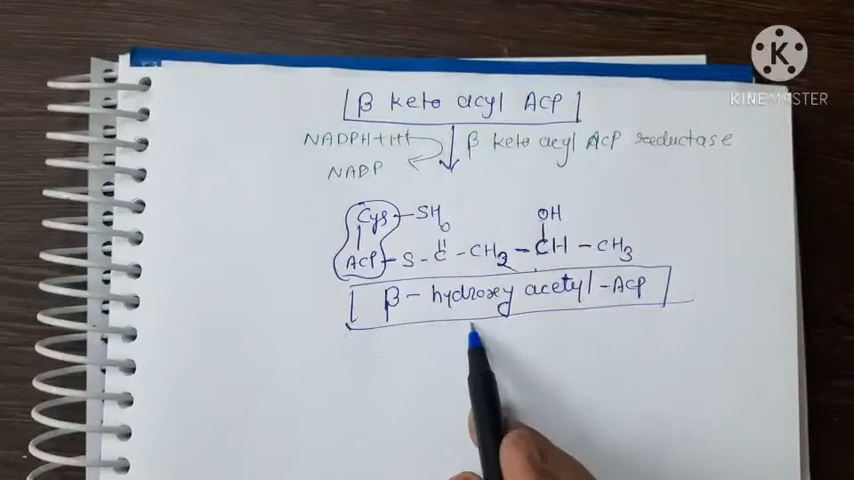 β keto acyl ACP
NADPH+H+ β keto acyl ACP reductase
NADP
Cys-SH O OH
ACP-S-C-CH2-CH-CH3
β-hydroxy acetyl-ACP
K
KINEMASTER